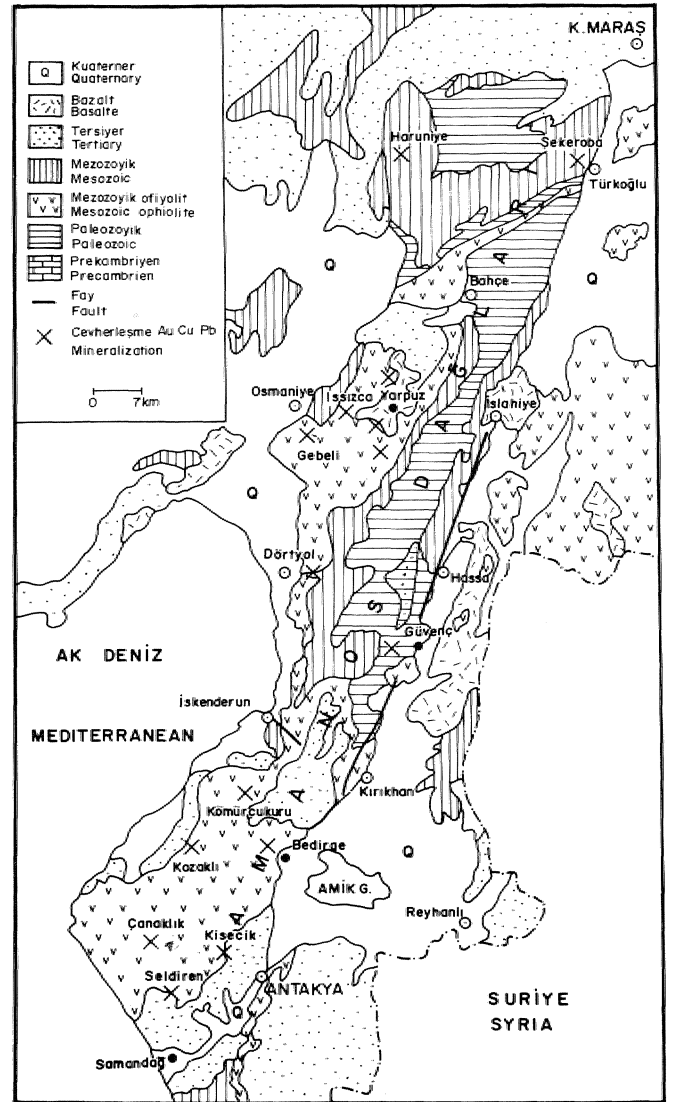 K. MARAŞ
Q
Kuaterner
Quaternary
Bazalt
Basalte
Tersiyer
Tertiary
Mezozoyik
Mesozoic
Mezozoyik ofiyolit
Mesozoic ophiolite
Paleozoyik
Paleozoic
Prekambriyen
Precambrien
Fay
Fault
Cevherleşme Au Cu Pb
Mineralization
0 7km
Haruniye
Şekeroba
Türkoğlu
Q
Q
Bahçe
Osmaniye
Issızca
Yarpuz
Islahiye
Gebeli
Q
Dörtyol
Hassa
Güvenç
AK DENİZ
İskenderun
MEDITERRANEAN
Kırıkhan
Kömürçukuru
Bedirge
Q
Kozaklı
AMİK G.
Reyhanlı
Çanaklık
Kisecik
Seldiren
ANTAKYA
SURİYE
SYRIA
Q
Samandağ
A M A N O S D A Ğ L A R I